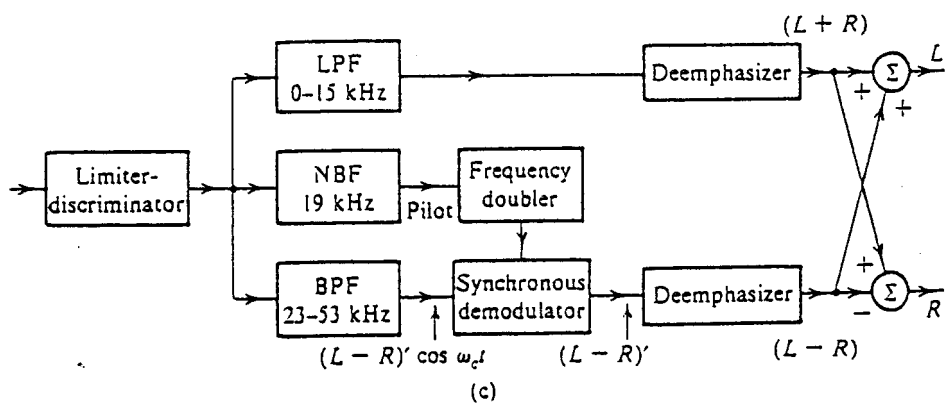 (L + R)
L
LPF
0–15 kHz
Deemphasizer
Σ
+
+
Limiter-
discriminator
NBF
19 kHz
Pilot
Frequency
doubler
BPF
23–53 kHz
Synchronous
demodulator
Deemphasizer
+
Σ
–
R
(L − R)′ cos ω_c t
(L − R)′
(L − R)
(c)